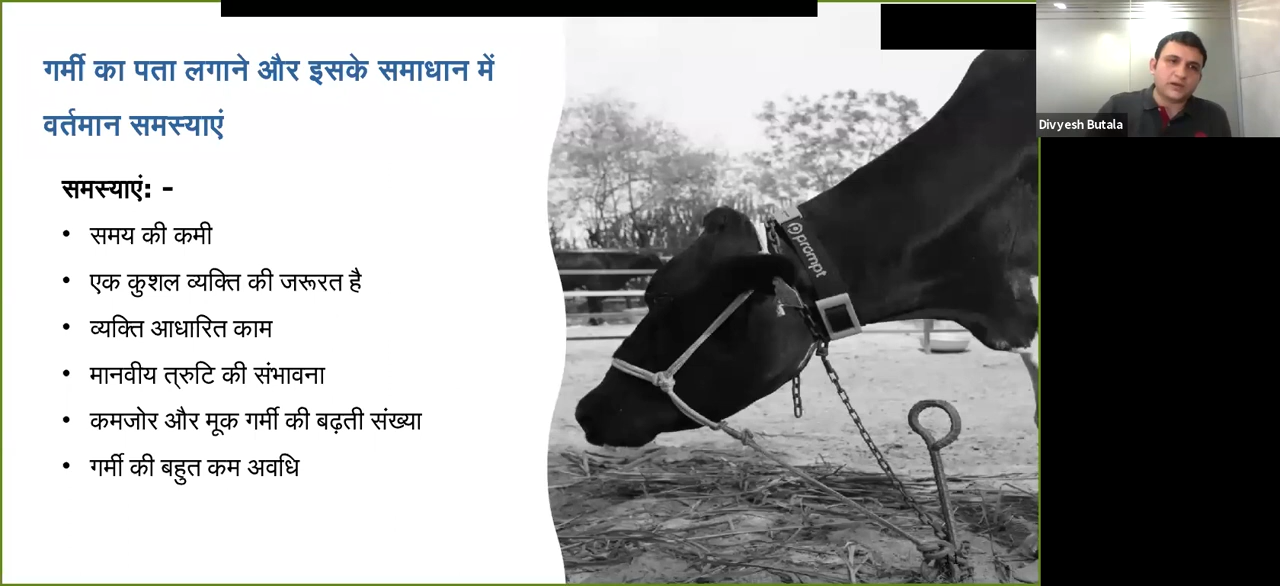 गर्मी का पता लगाने और इसके समाधान में
वर्तमान समस्याएं
समस्याएं: -
• समय की कमी
• एक कुशल व्यक्ति की जरूरत है
• व्यक्ति आधारित काम
• मानवीय त्रुटि की संभावना
• कमजोर और मूक गर्मी की बढ़ती संख्या
• गर्मी की बहुत कम अवधि
prompt
Divyesh Butala